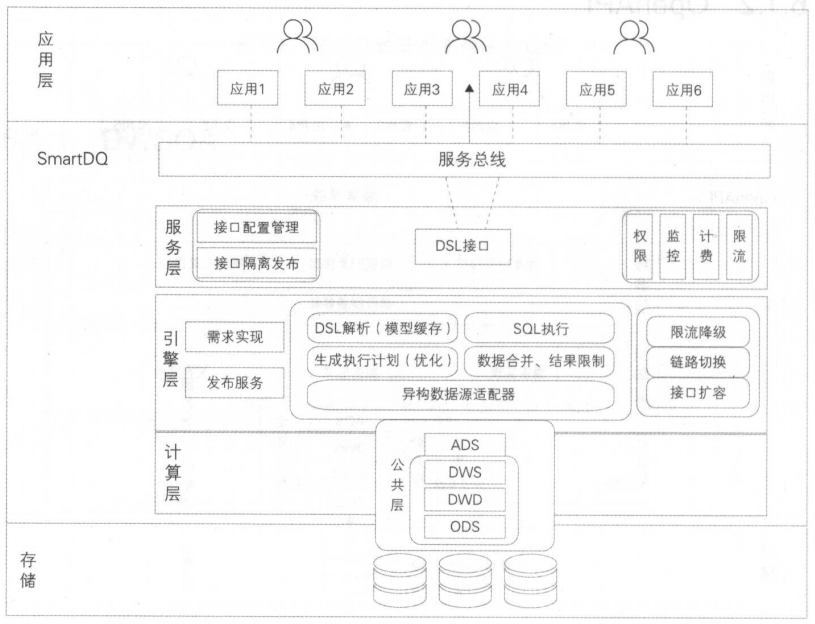 应用层
应用1 应用2 应用3 应用4 应用5 应用6
SmartDQ
服务总线
服务层
接口配置管理
接口隔离发布
DSL接口
权限 监控 计费 限流
引擎层
需求实现
发布服务
DSL解析（模型缓存）
SQL执行
生成执行计划（优化）
数据合并、结果限制
异构数据源适配器
限流降级
链路切换
接口扩容
计算层
公共层
ADS
DWS
DWD
ODS
存储